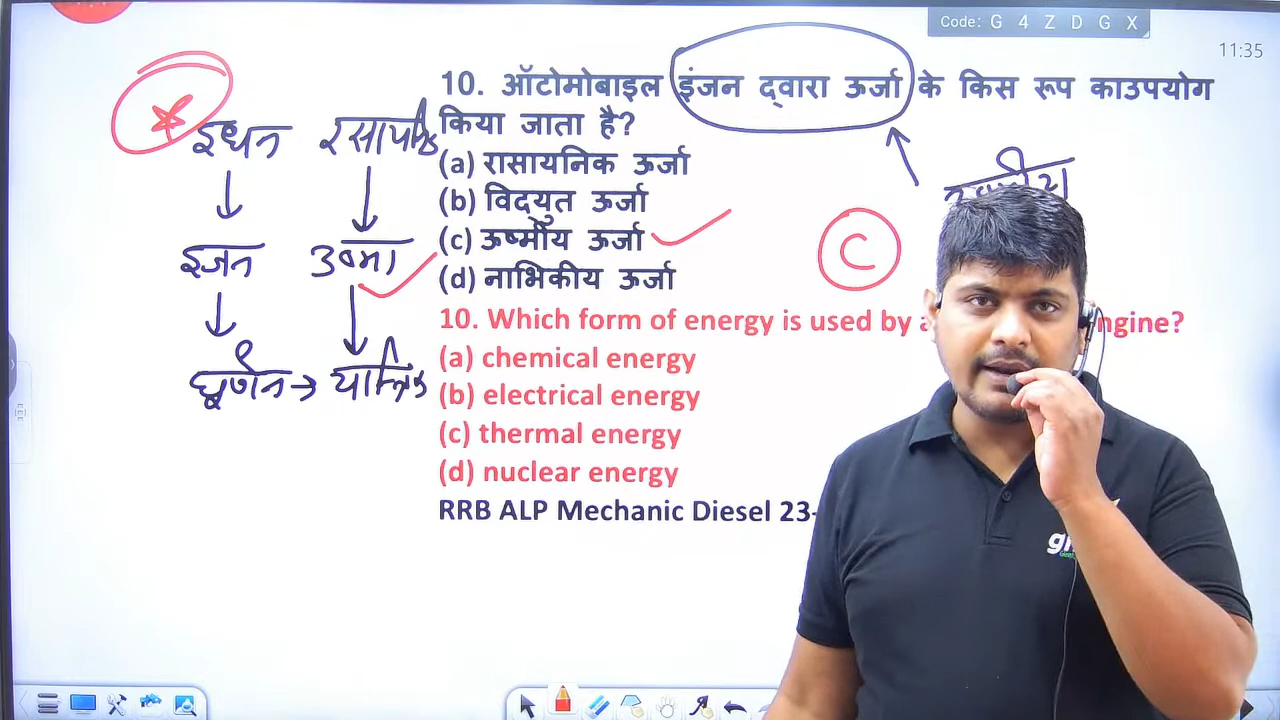 Code: G 4 Z D G X
11:35
10. ऑटोमोबाइल इंजन द्वारा ऊर्जा के किस रूप काउपयोग
किया जाता है?
(a) रासायनिक ऊर्जा
(b) विद्युत ऊर्जा
(c) ऊष्मीय ऊर्जा
(d) नाभिकीय ऊर्जा
10. Which form of energy is used by ngine?
(a) chemical energy
(b) electrical energy
(c) thermal energy
(d) nuclear energy
RRB ALP Mechanic Diesel 23-
इंधन
इंजन उष्मा
घूर्णन → यान्त्रिक
C